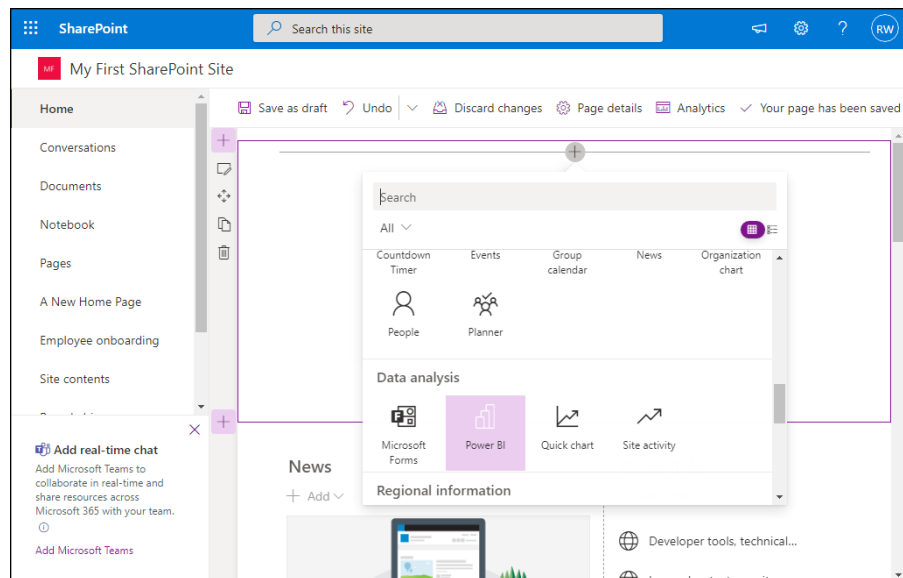 SharePoint
Search this site
RW
MF
My First SharePoint Site
Home
Save as draft
Undo
Discard changes
Page details
Analytics
Your page has been saved
Conversations
Documents
Notebook
Pages
A New Home Page
Employee onboarding
Site contents
Search
All
Countdown
Timer
Events
Group
calendar
News
Organization
chart
People
Planner
Data analysis
Microsoft
Forms
Power BI
Quick chart
Site activity
Regional information
Add real-time chat
Add Microsoft Teams to
collaborate in real-time and
share resources across
Microsoft 365 with your team.
Add Microsoft Teams
News
Add
Developer tools, technical...